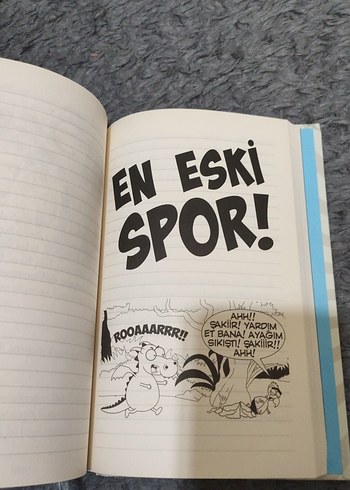 EN ESKİ
SPOR!
ROOAAARRR!!
AHH!!
ŞAKİİR! YARDIM
ET BANA! AYAĞIM
SIKIŞTI! ŞAKİİR!!
AHH!